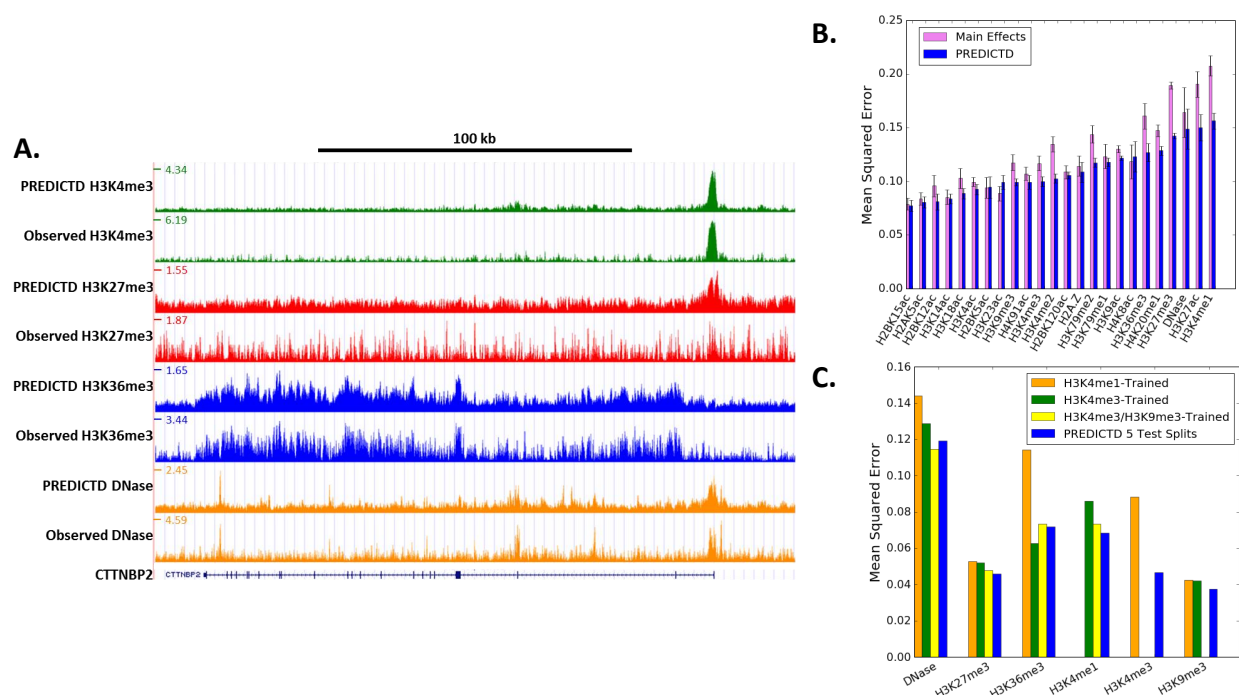 A.
100 kb
PREDICTD H3K4me3
4.34
Observed H3K4me3
6.19
PREDICTD H3K27me3
1.55
Observed H3K27me3
1.87
PREDICTD H3K36me3
1.65
Observed H3K36me3
3.44
PREDICTD DNase
2.45
Observed DNase
4.59
CTTNBP2
CTTNBP2
B.
Mean Squared Error
0.25
0.20
0.15
0.10
0.05
0.00
Main Effects
PREDICTD
H2BK15ac
H2AK5ac
H2BK12ac
H3K14ac
H3K18ac
H3K4ac
H2BK5ac
H3K23ac
H3K9me3
H4K91ac
H3K4me3
H3K4me2
H2BK120ac
H2A.Z
H3K79me2
H3K79me1
H3K9ac
H4K8ac
H3K36me3
H4K20me1
H3K27me3
DNase
H3K27ac
H3K4me1
C.
Mean Squared Error
0.16
0.14
0.12
0.10
0.08
0.06
0.04
0.02
0.00
H3K4me1-Trained
H3K4me3-Trained
H3K4me3/H3K9me3-Trained
PREDICTD 5 Test Splits
DNase
H3K27me3
H3K36me3
H3K4me1
H3K4me3
H3K9me3